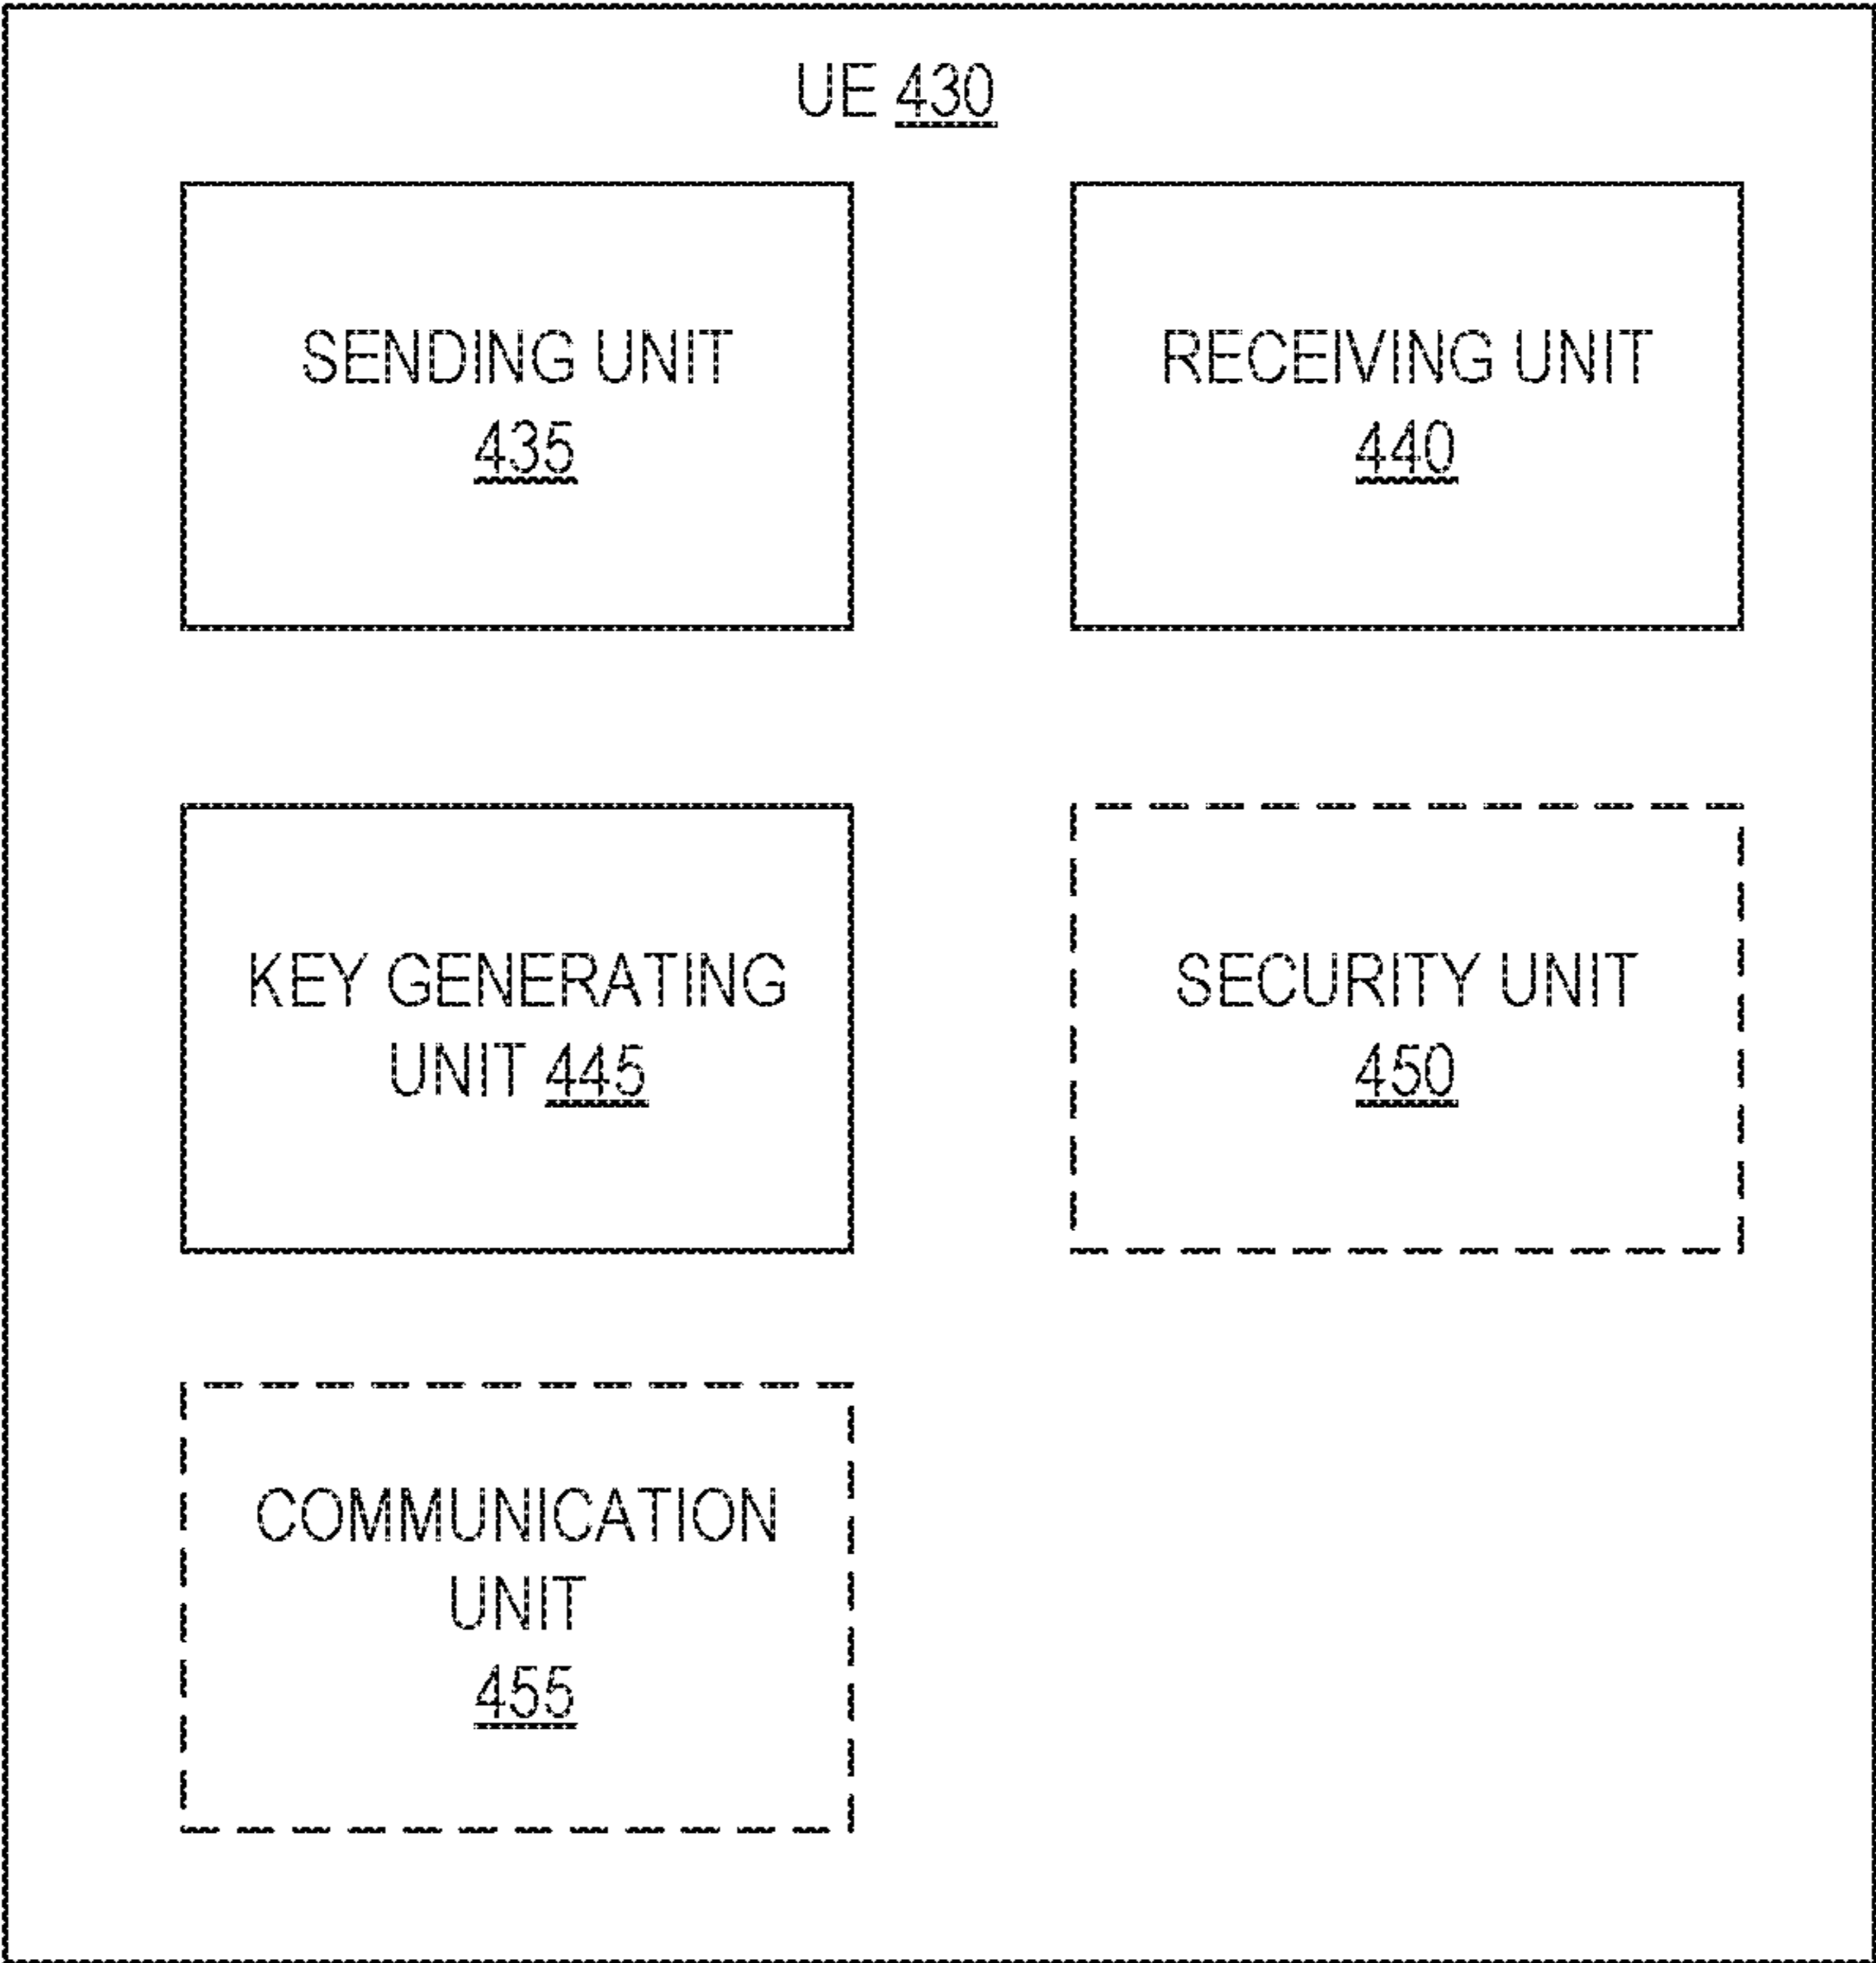 UE 430
SENDING UNIT
435
RECEIVING UNIT
440
KEY GENERATING
UNIT 445
SECURITY UNIT
450
COMMUNICATION
UNIT
455